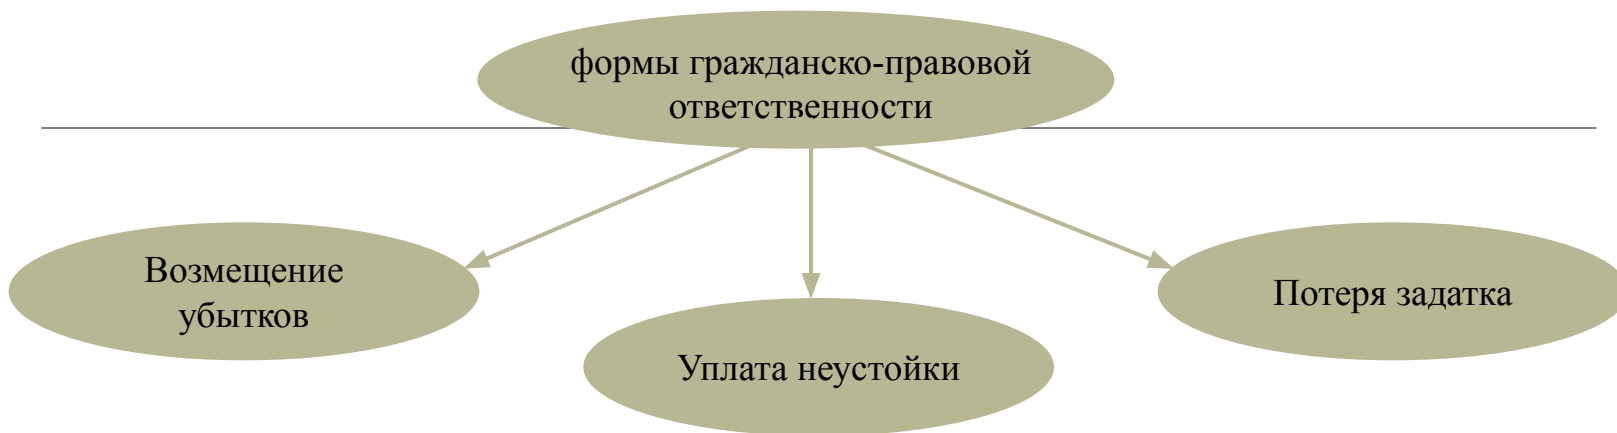 формы гражданско-правовой
ответственности
Возмещение
убытков
Уплата неустойки
Потеря задатка